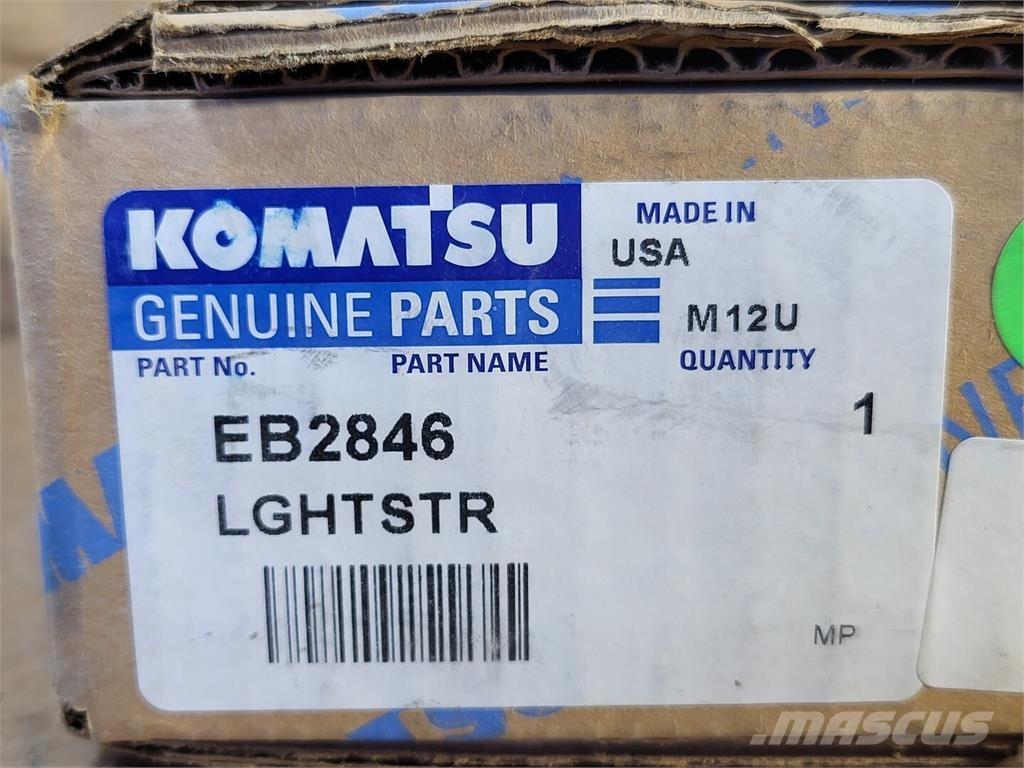 KOMATSU
GENUINE PARTS
MADE IN
USA
M12U
PART No.
PART NAME
QUANTITY
EB2846
1
LGHTSTR
MP
MASCUS